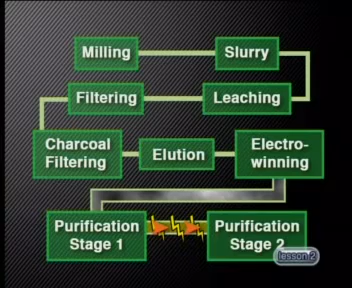 Milling
Slurry
Filtering
Leaching
Charcoal
Filtering
Elution
Electro-
winning
Purification
Stage 1
Purification
Stage 2
lesson 2